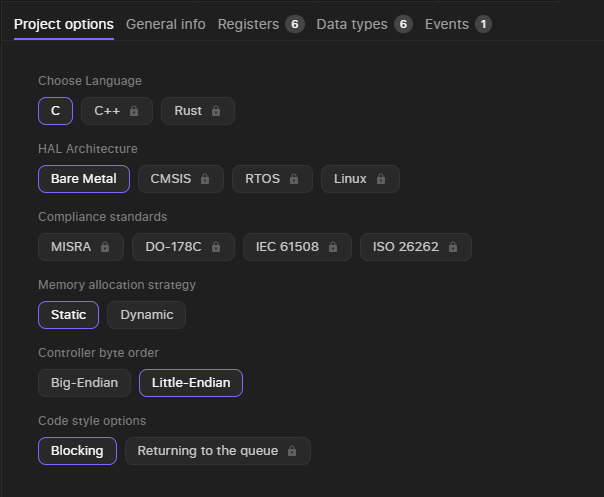 Project options General info Registers 6 Data types 6 Events 1
Choose Language
C C++ Rust
HAL Architecture
Bare Metal CMSIS RTOS Linux
Compliance standards
MISRA DO-178C IEC 61508 ISO 26262
Memory allocation strategy
Static Dynamic
Controller byte order
Big-Endian Little-Endian
Code style options
Blocking Returning to the queue